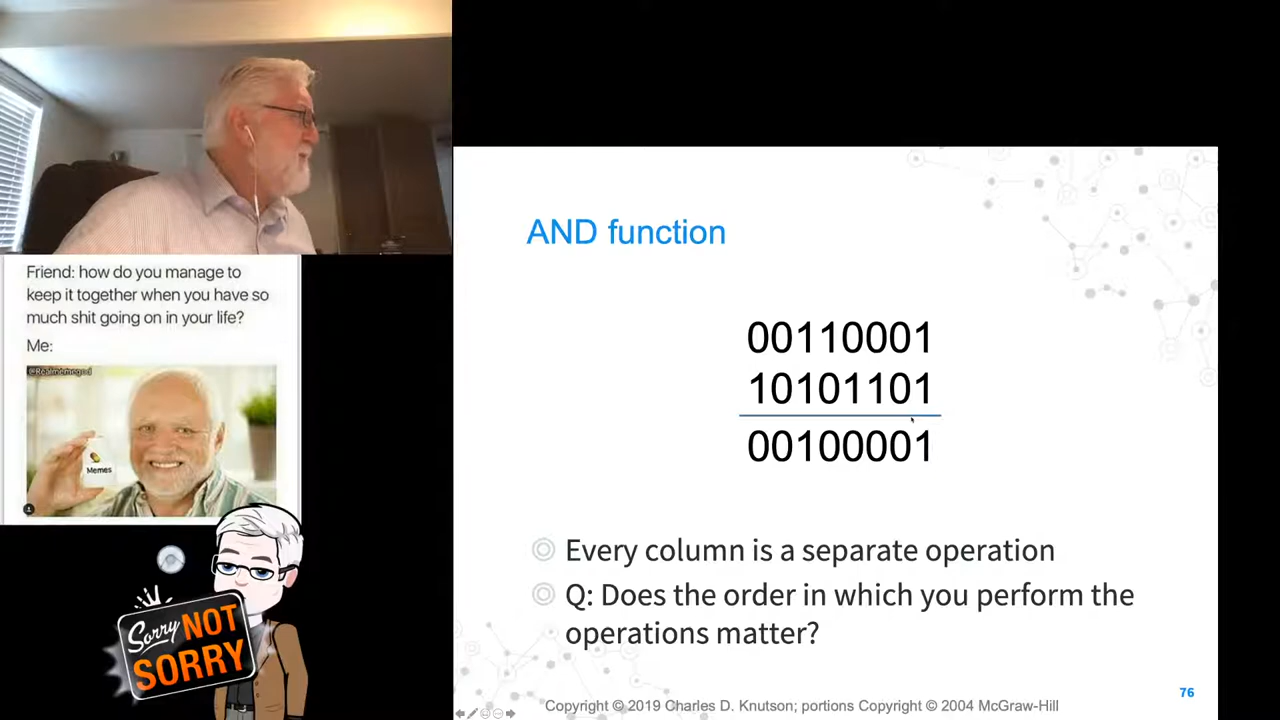 Friend: how do you manage to
keep it together when you have so
much shit going on in your life?
Me:
@Realmemegod
Memes
Sorry NOT
SORRY
AND function
00110001
10101101
00100001
Every column is a separate operation
Q: Does the order in which you perform the
operations matter?
76
Copyright © 2019 Charles D. Knutson; portions Copyright © 2004 McGraw-Hill